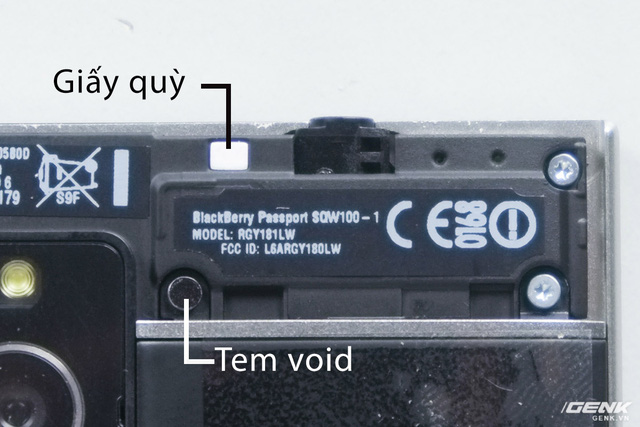 Giấy quỳ
0580D
6
179
S9F
BlackBerry Passport SQW100-1
MODEL: RGY181LW
FCC ID: L6ARGY180LW
CE 0168
Tem void
GENK
GENK.VN